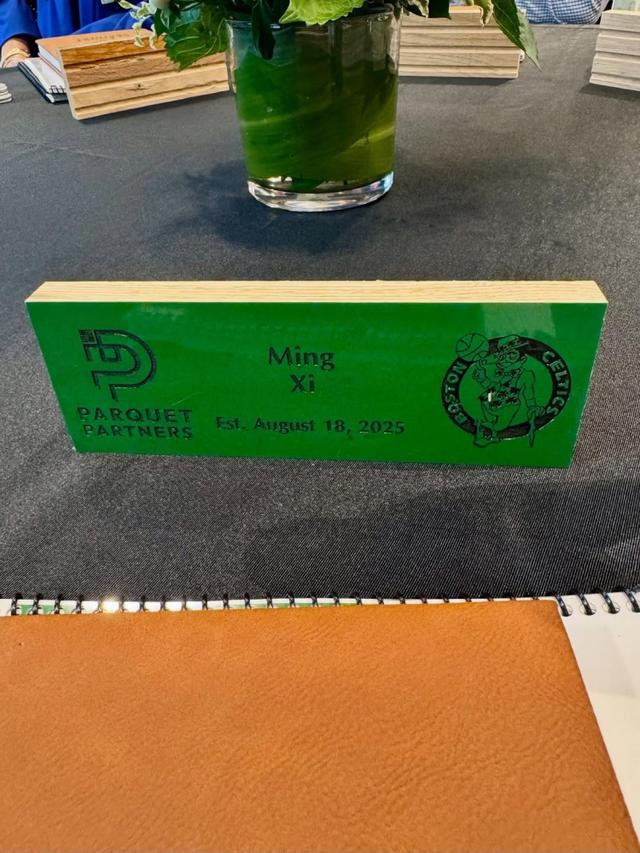 Ming
Xi
Est. August 18, 2025
PARQUET
PARTNERS
BOSTON
CELTICS